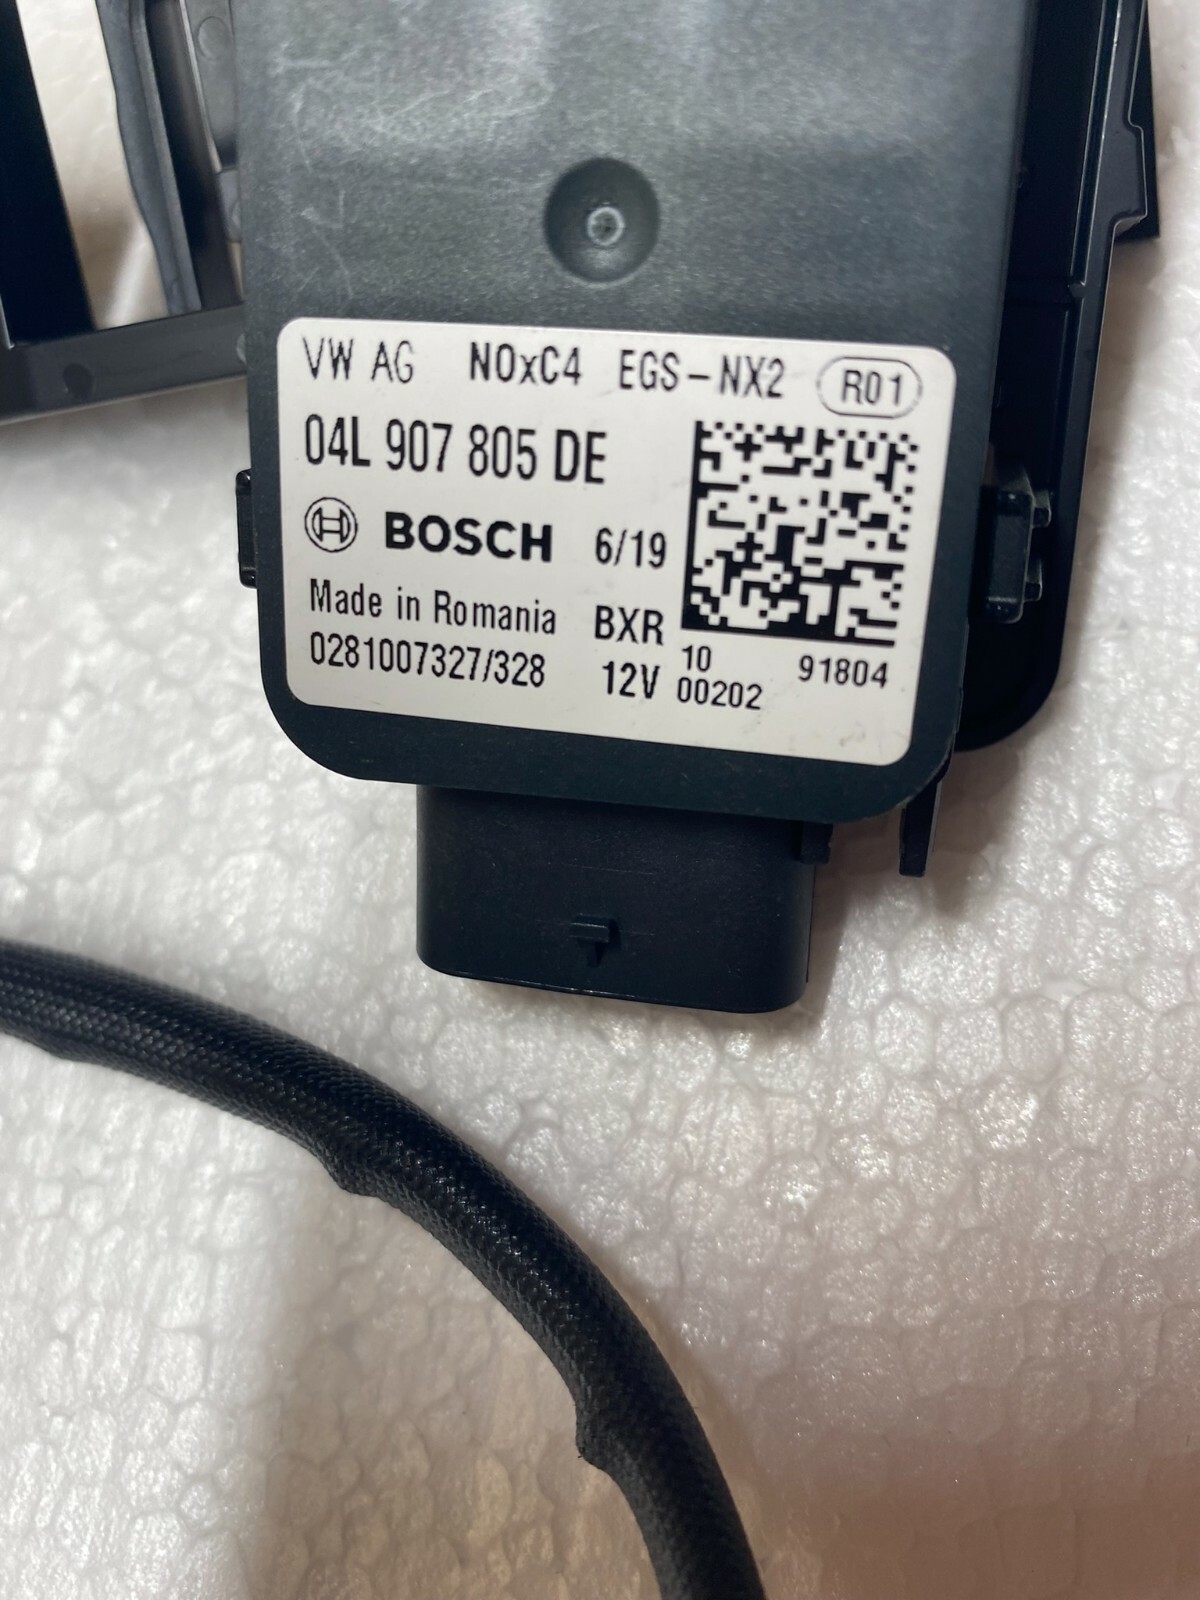 VW AG NOxC4 EGS-NX2 R01
04L 907 805 DE
BOSCH 6/19
Made in Romania BXR
0281007327/328 12V
10 91804
00202